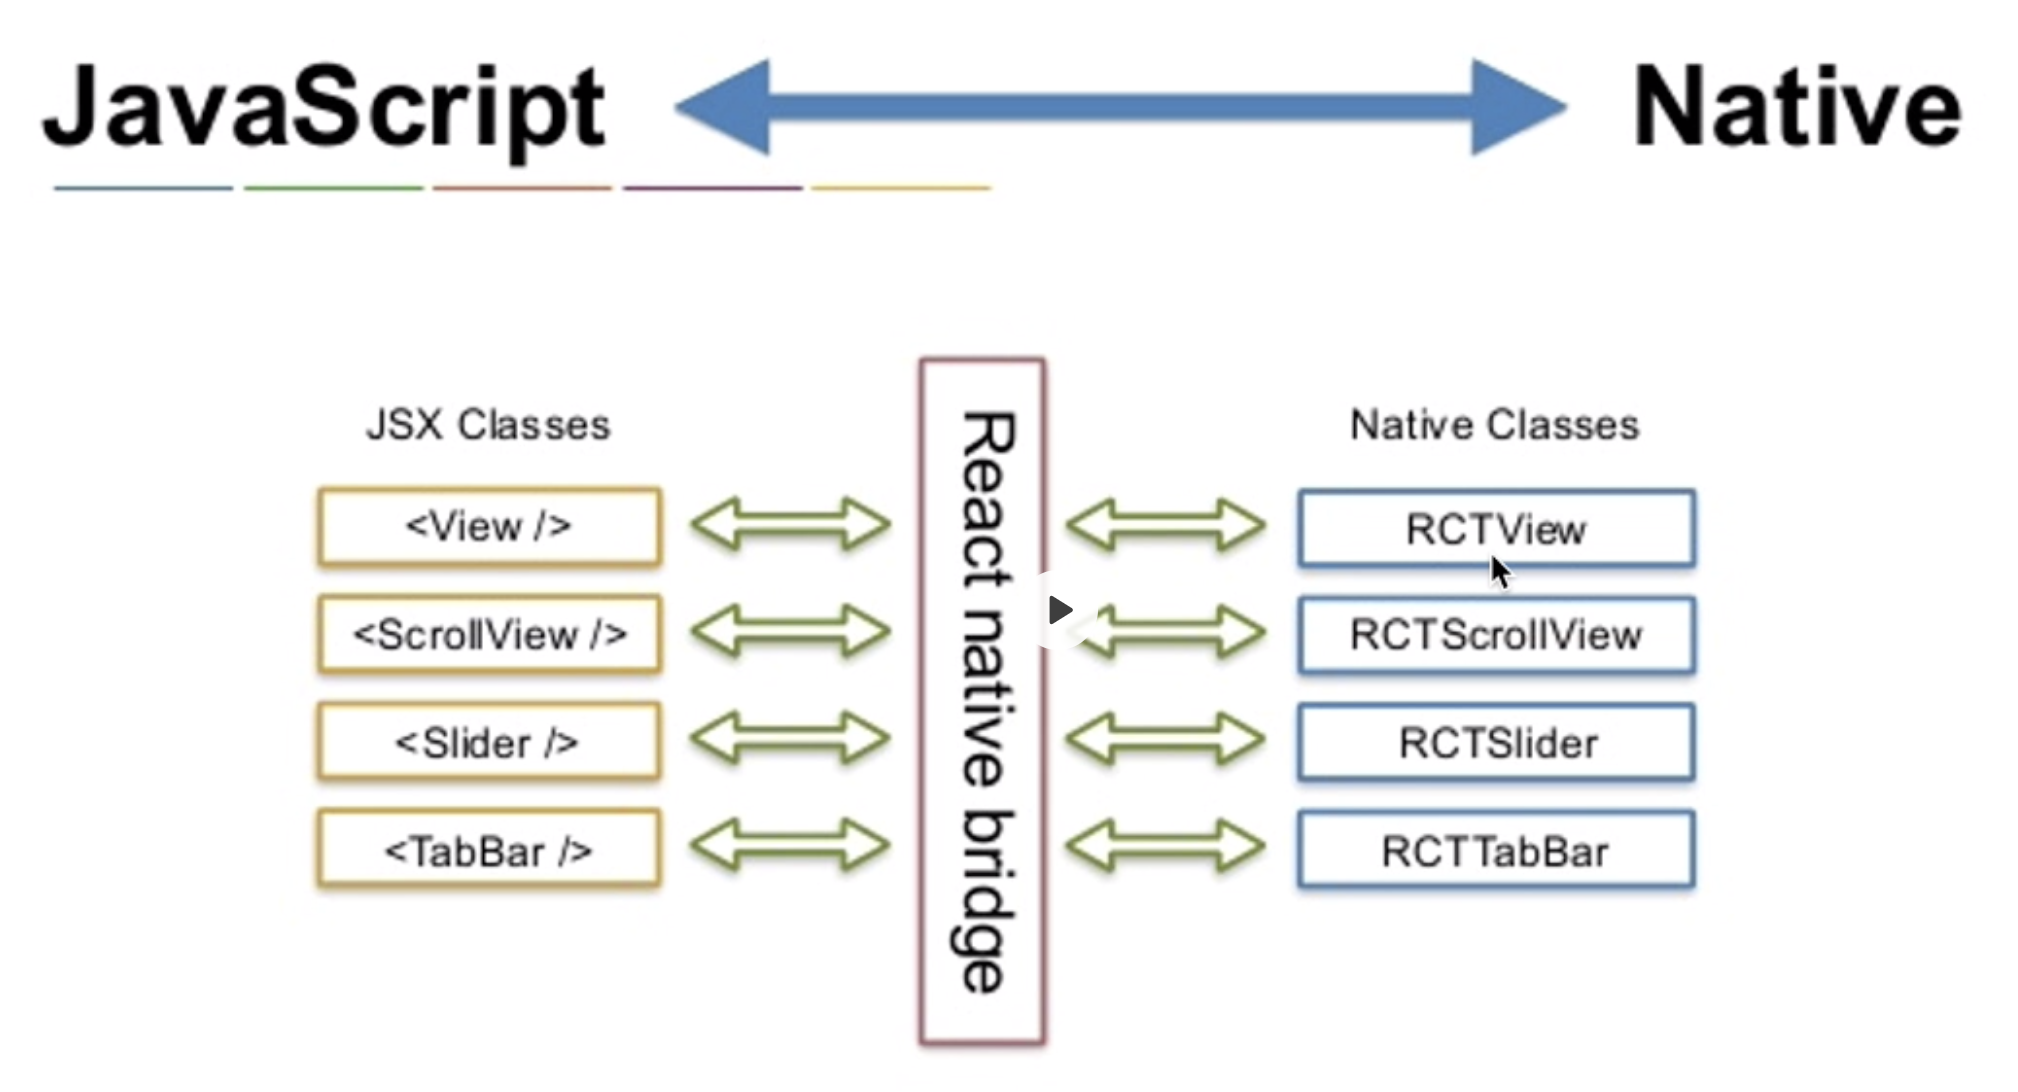 JavaScript
Native
JSX Classes
Native Classes
React native bridge
<View />
RCTView
<ScrollView />
RCTScrollView
<Slider />
RCTSlider
<TabBar />
RCTTabBar